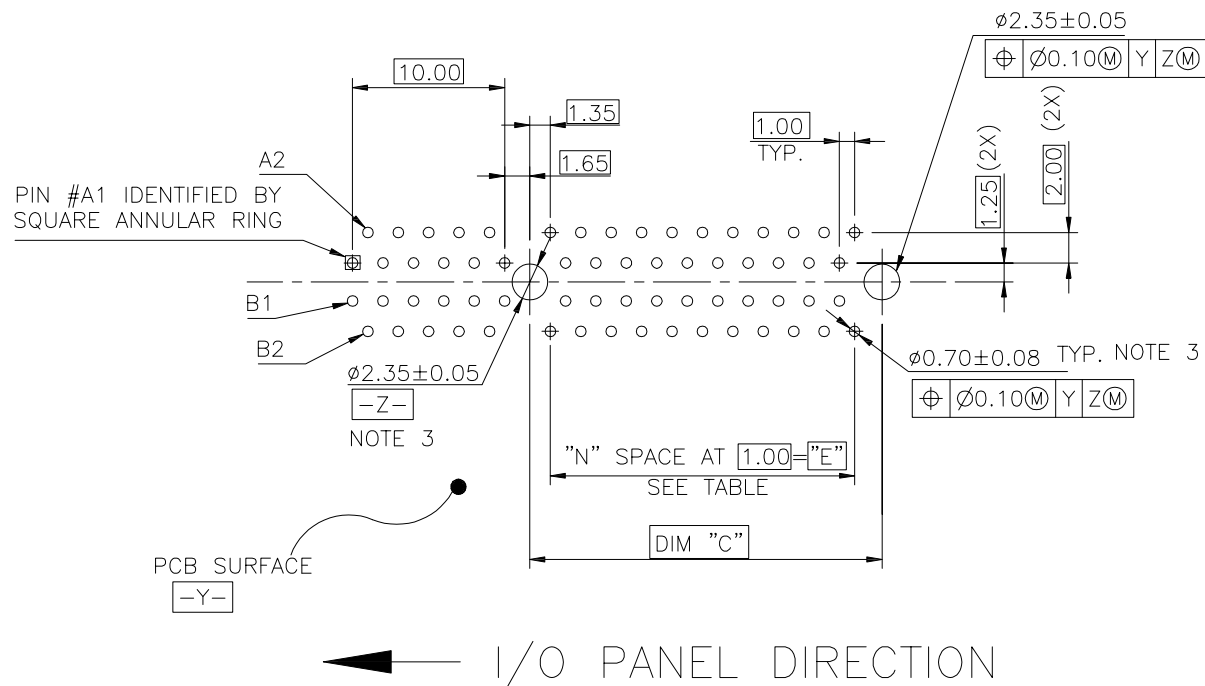 ø2.35±0.05
⌖ Ø0.10Ⓜ Y ZⓂ
10.00
1.35
1.00
TYP.
1.65
1.25 (2X)
2.00 (2X)
A2
PIN #A1 IDENTIFIED BY
SQUARE ANNULAR RING
B1
B2
ø2.35±0.05
-Z-
NOTE 3
ø0.70±0.08 TYP. NOTE 3
⌖ Ø0.10Ⓜ Y ZⓂ
"N" SPACE AT 1.00="E"
SEE TABLE
DIM "C"
PCB SURFACE
-Y-
I/O PANEL DIRECTION